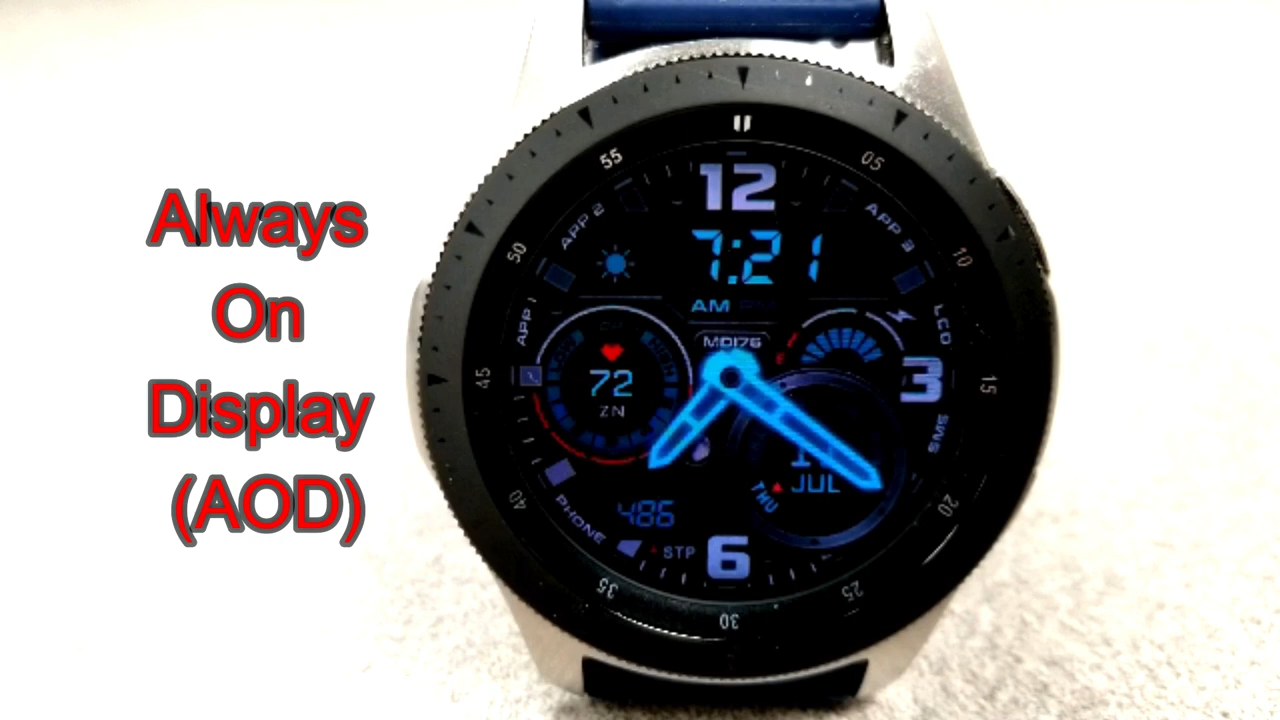 Always
On
Display
(AOD)
55
05
12
APP 2
APP 3
50
7:21
10
AM
APP 1
LCD
MD176
45
72
3
15
ZN
SNS
JUL
THU
40
PHONE
486
20
STP
6
35
25
30